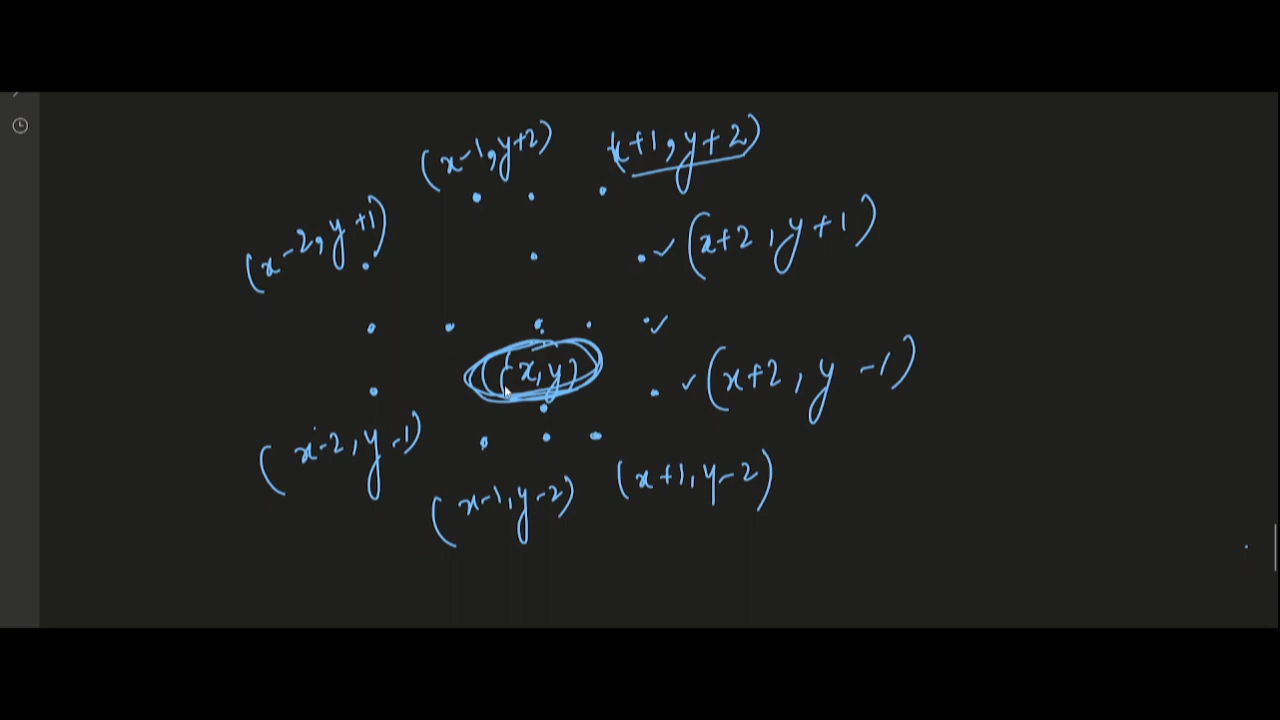 (x-1,y+2)
(x+1,y+2)
(x-2,y+1)
(x+2,y+1)
(x,y)
(x+2,y-1)
(x-2,y-1)
(x-1,y-2)
(x+1,y-2)